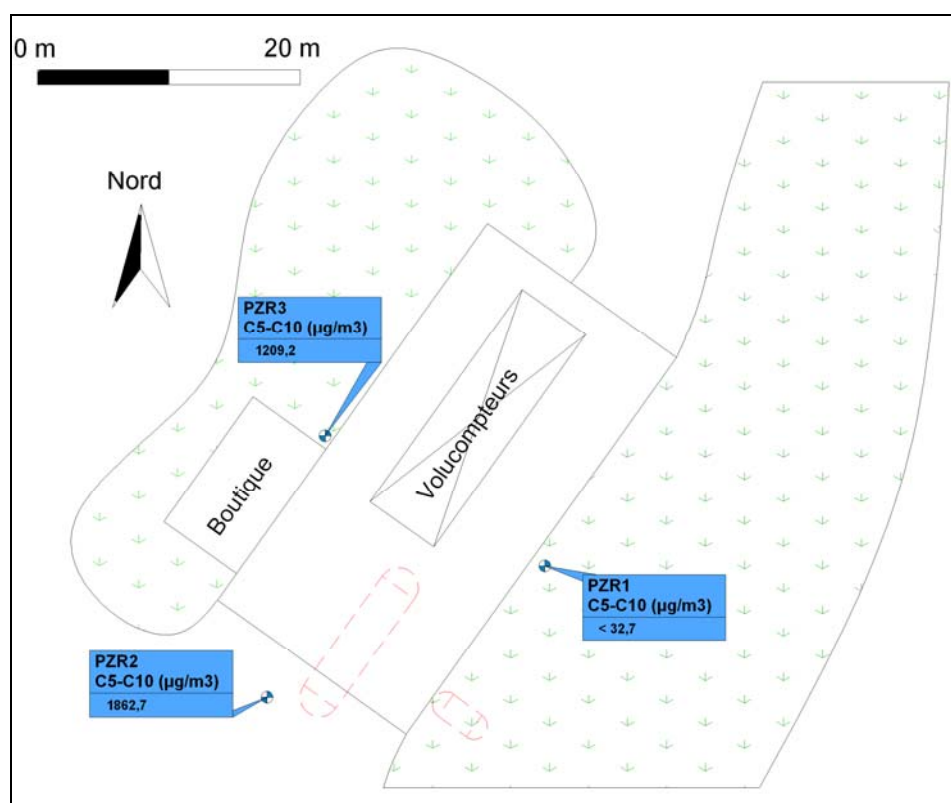 0 m
20 m
Nord
PZR3
C5-C10 (µg/m3)
1209,2
Volucompteurs
Boutique
PZR1
C5-C10 (µg/m3)
< 32,7
PZR2
C5-C10 (µg/m3)
1862,7